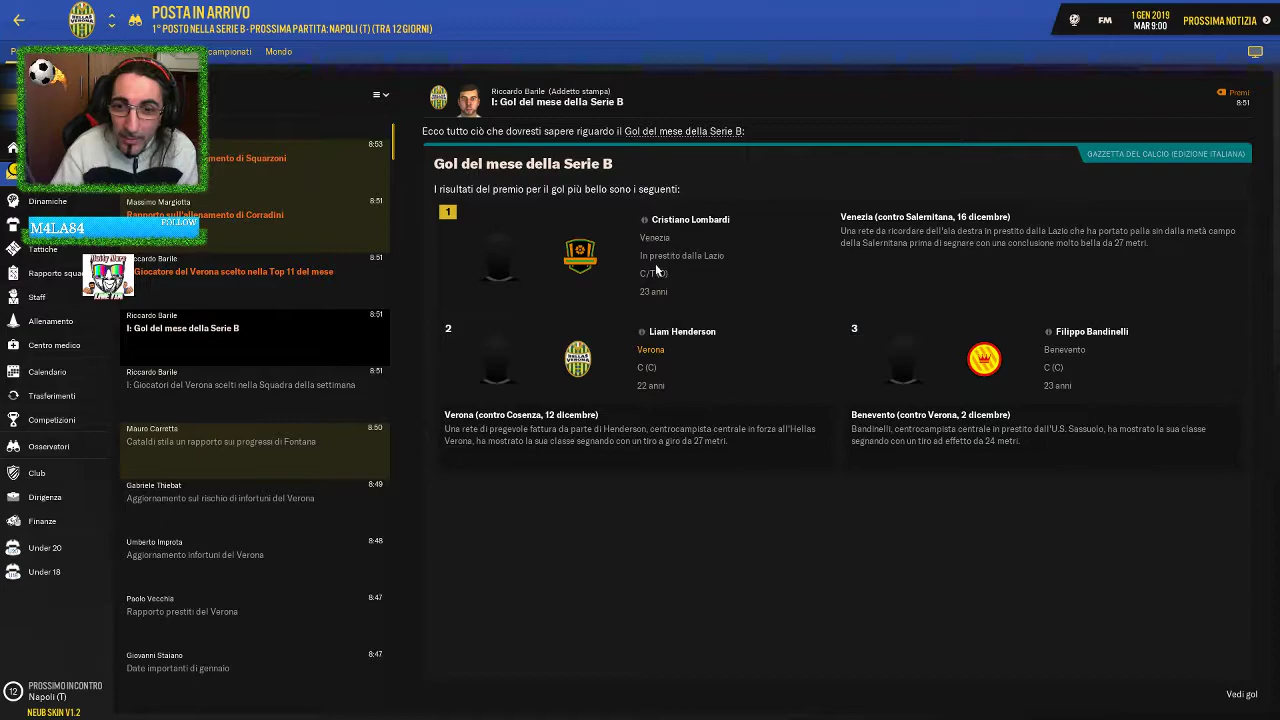 POSTA IN ARRIVO
1° POSTO NELLA SERIE B - PROSSIMA PARTITA: NAPOLI (T) (TRA 12 GIORNI)
FM
1 GEN 2019
MAR 9:00
PROSSIMA NOTIZIA
Mondo
M4LA84
FOLLOW
Dinamiche
Tattiche
Rapporto
Staff
Allenamento
Centro medico
Calendario
Trasferimenti
Competizioni
Osservatori
Club
Dirigenza
Finanze
Under 20
Under 18
12
PROSSIMO INCONTRO
Napoli (T)
NEUB SKIN V1.2
8:53
di Squarzoni
Massimo Margiotta
8:51
Rapporto sull'allenamento di Corradini
8:51
Giocatore del Verona scelto nella Top 11 del mese
Riccardo Barile
8:51
I: Gol del mese della Serie B
Riccardo Barile
8:51
I: Giocatori del Verona scelti nella Squadra della settimana
Mauro Carretta
8:50
Cataldi stila un rapporto sui progressi di Fontana
Gabriele Thiebat
8:49
Aggiornamento sul rischio di infortuni del Verona
Umberto Improta
8:48
Aggiornamento infortuni del Verona
Paolo Vecchia
8:47
Rapporto prestiti del Verona
Giovanni Staiano
8:47
Date importanti di gennaio
Riccardo Barile (Addetto stampa)
I: Gol del mese della Serie B
Premi
8:51
Ecco tutto ciò che dovresti sapere riguardo il Gol del mese della Serie B:
GAZZETTA DEL CALCIO (EDIZIONE ITALIANA)
Gol del mese della Serie B
I risultati del premio per il gol più bello sono i seguenti:
1
Cristiano Lombardi
Venezia
In prestito dalla Lazio
23 anni
Venezia (contro Salernitana, 16 dicembre)
Una rete da ricordare dell'ala destra in prestito dalla Lazio che ha portato palla sin dalla metà campo
della Salernitana prima di segnare con una conclusione molto bella da 27 metri.
2
Liam Henderson
Verona
C (C)
22 anni
Verona (contro Cosenza, 12 dicembre)
Una rete di pregevole fattura da parte di Henderson, centrocampista centrale in forza all'Hellas
Verona, ha mostrato la sua classe segnando con un tiro a giro da 27 metri.
3
Filippo Bandinelli
Benevento
C (C)
23 anni
Benevento (contro Verona, 2 dicembre)
Bandinelli, centrocampista centrale in prestito dall'U.S. Sassuolo, ha mostrato la sua classe
segnando con un tiro ad effetto da 24 metri.
Vedi gol